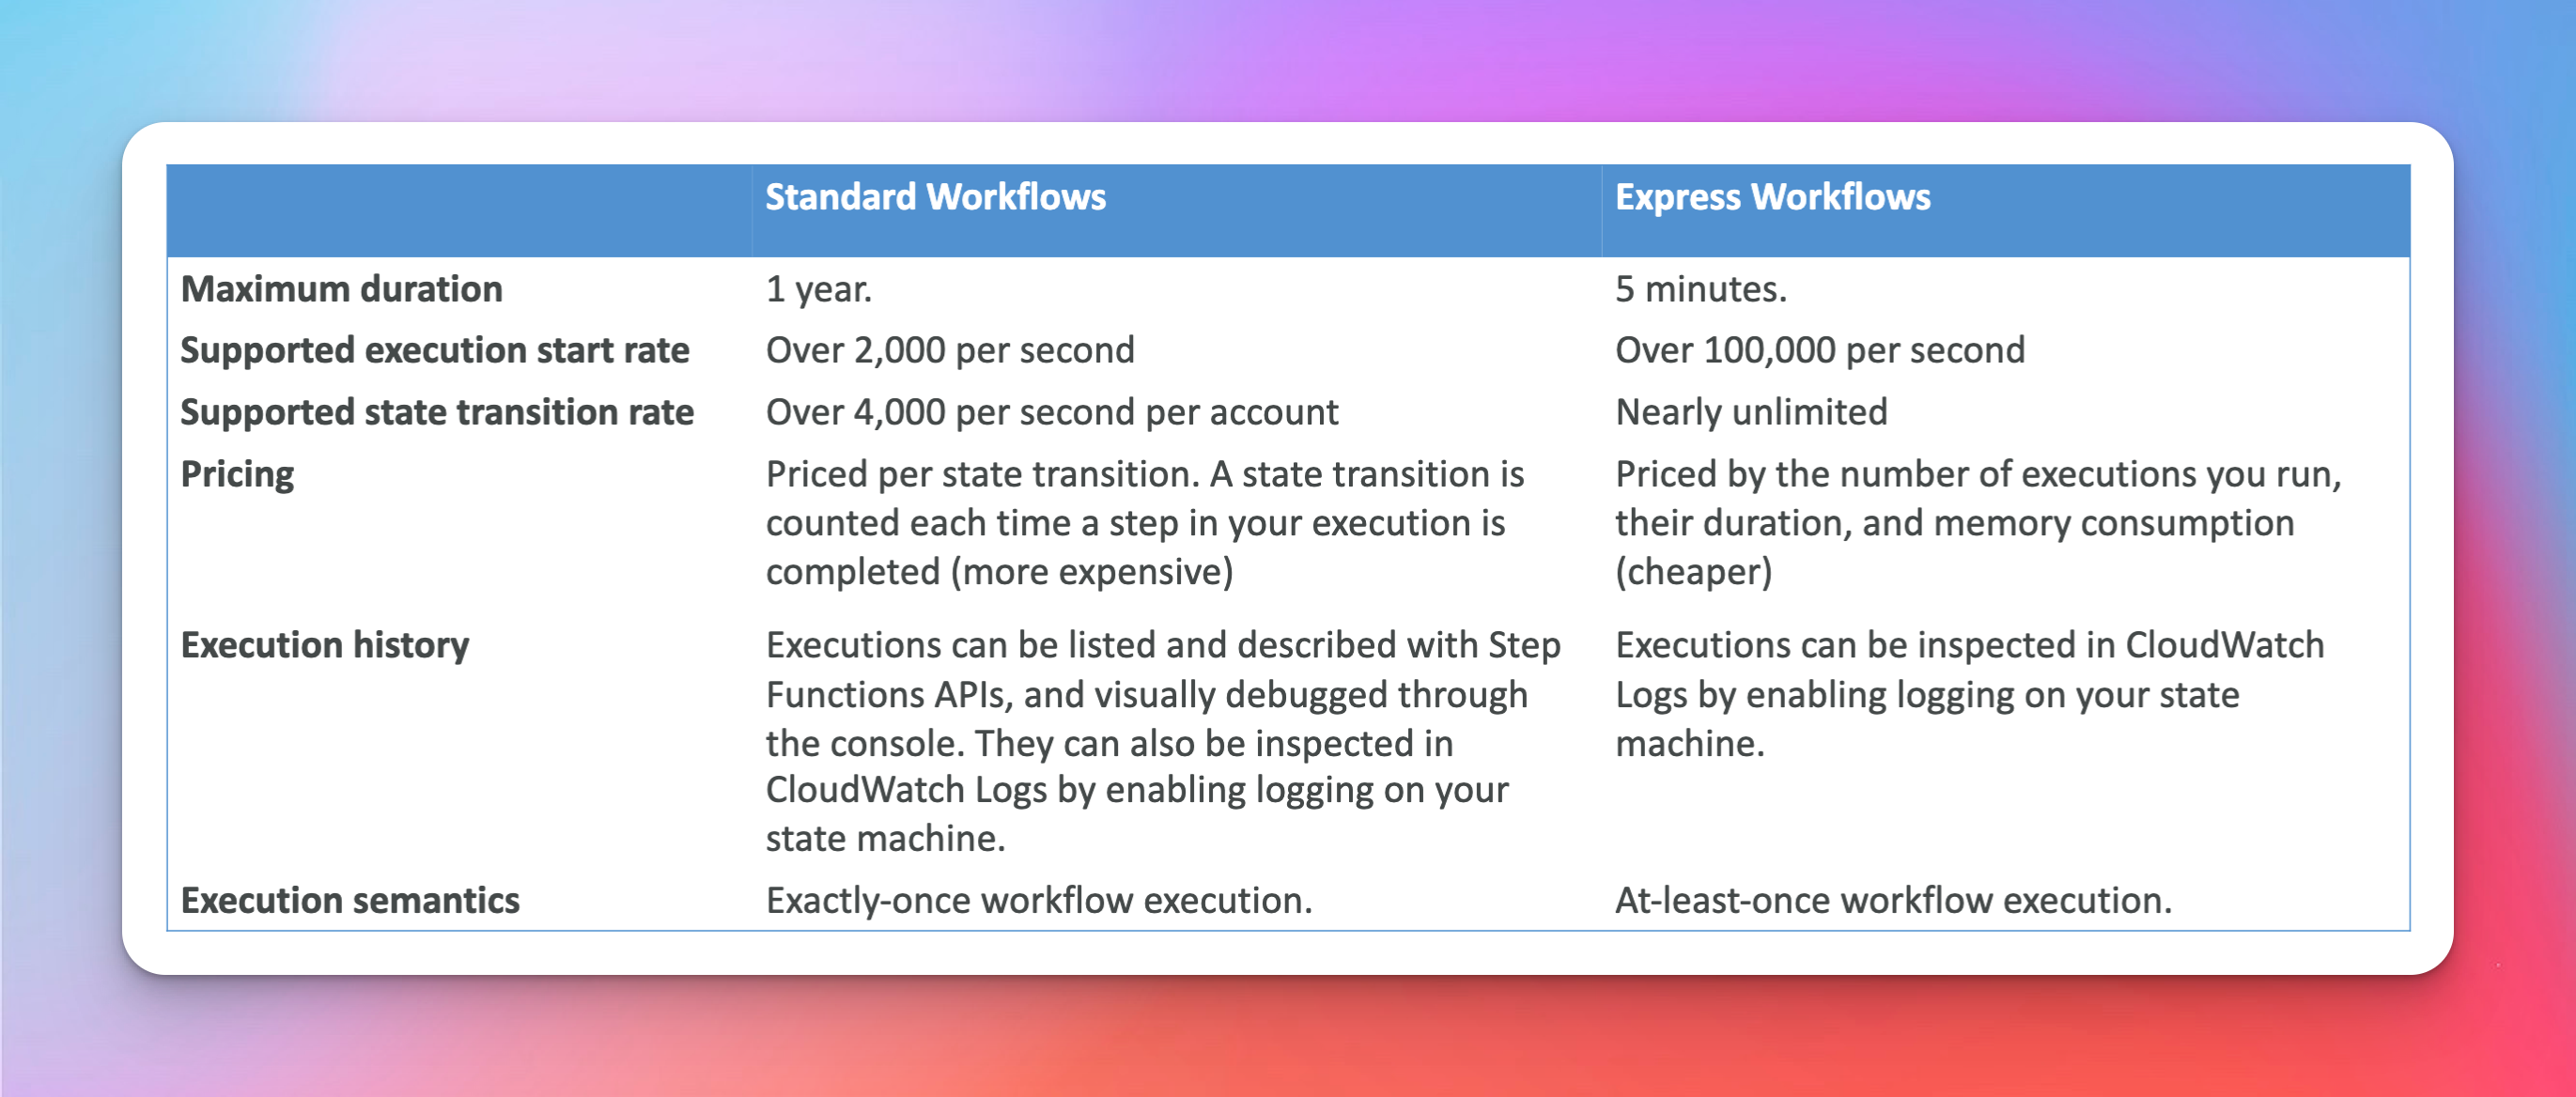 Standard Workflows Express Workflows
Maximum duration 1 year. 5 minutes.
Supported execution start rate Over 2,000 per second Over 100,000 per second
Supported state transition rate Over 4,000 per second per account Nearly unlimited
Pricing Priced per state transition. A state transition is Priced by the number of executions you run,
counted each time a step in your execution is their duration, and memory consumption
completed (more expensive) (cheaper)
Execution history Executions can be listed and described with Step Executions can be inspected in CloudWatch
Functions APIs, and visually debugged through Logs by enabling logging on your state
the console. They can also be inspected in machine.
CloudWatch Logs by enabling logging on your
state machine.
Execution semantics Exactly-once workflow execution. At-least-once workflow execution.